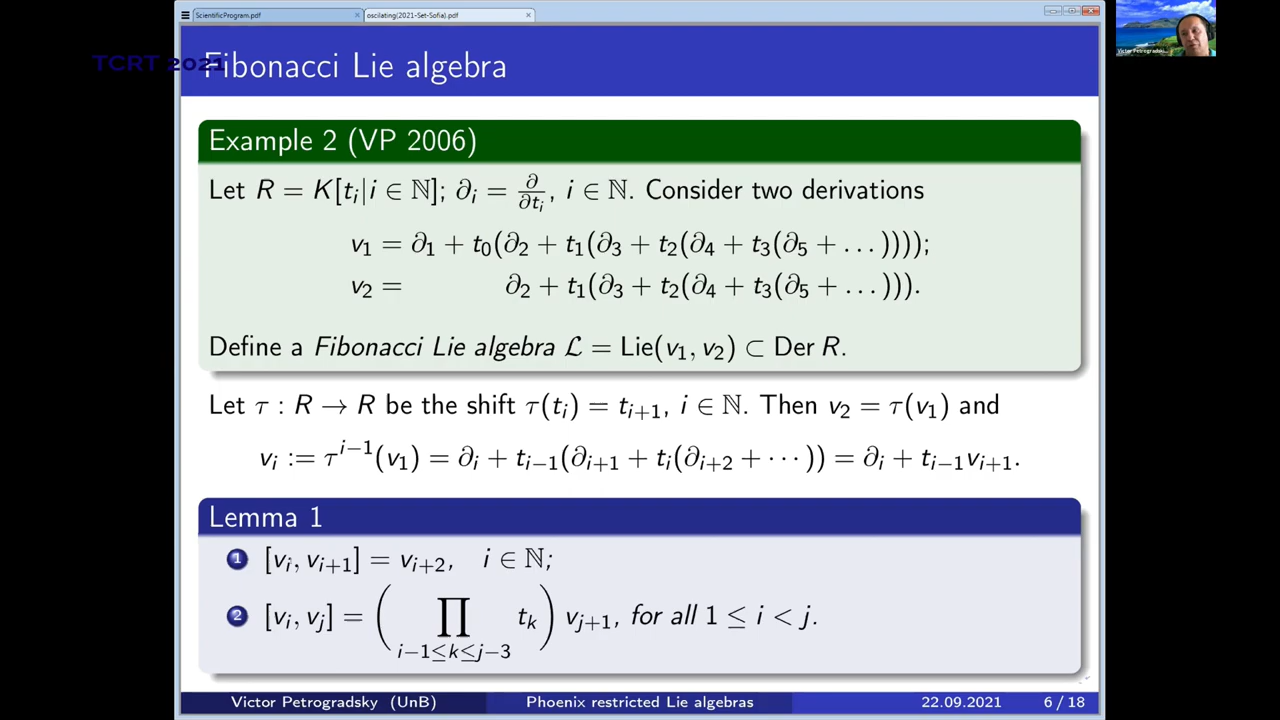 ScientificProgram.pdf
oscilating(2021-Set-Sofia).pdf
TCRT 2021
Fibonacci Lie algebra
Victor Petrogradsk...
Example 2 (VP 2006)
Let R = K[t_i|i ∈ ℕ]; ∂_i = ∂/∂t_i, i ∈ ℕ. Consider two derivations
v_1 = ∂_1 + t_0(∂_2 + t_1(∂_3 + t_2(∂_4 + t_3(∂_5 + ...))));
v_2 = ∂_2 + t_1(∂_3 + t_2(∂_4 + t_3(∂_5 + ...))).
Define a Fibonacci Lie algebra ℒ = Lie(v_1, v_2) ⊂ Der R.
Let τ : R → R be the shift τ(t_i) = t_{i+1}, i ∈ ℕ. Then v_2 = τ(v_1) and
v_i := τ^{i−1}(v_1) = ∂_i + t_{i−1}(∂_{i+1} + t_i(∂_{i+2} + ···)) = ∂_i + t_{i−1}v_{i+1}.
Lemma 1
1 [v_i, v_{i+1}] = v_{i+2}, i ∈ ℕ;
2 [v_i, v_j] = (∏_{i−1≤k≤j−3} t_k) v_{j+1}, for all 1 ≤ i < j.
Victor Petrogradsky (UnB) Phoenix restricted Lie algebras 22.09.2021 6 / 18